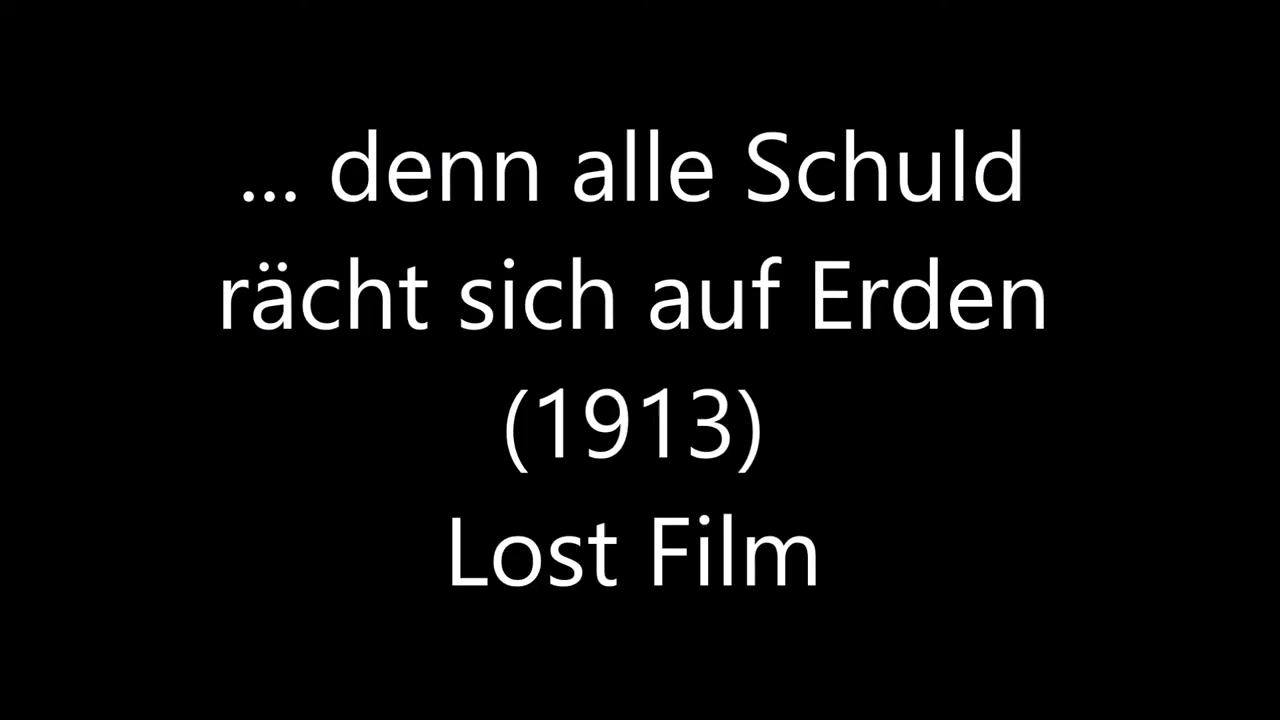 ... denn alle Schuld
rächt sich auf Erden
(1913)
Lost Film